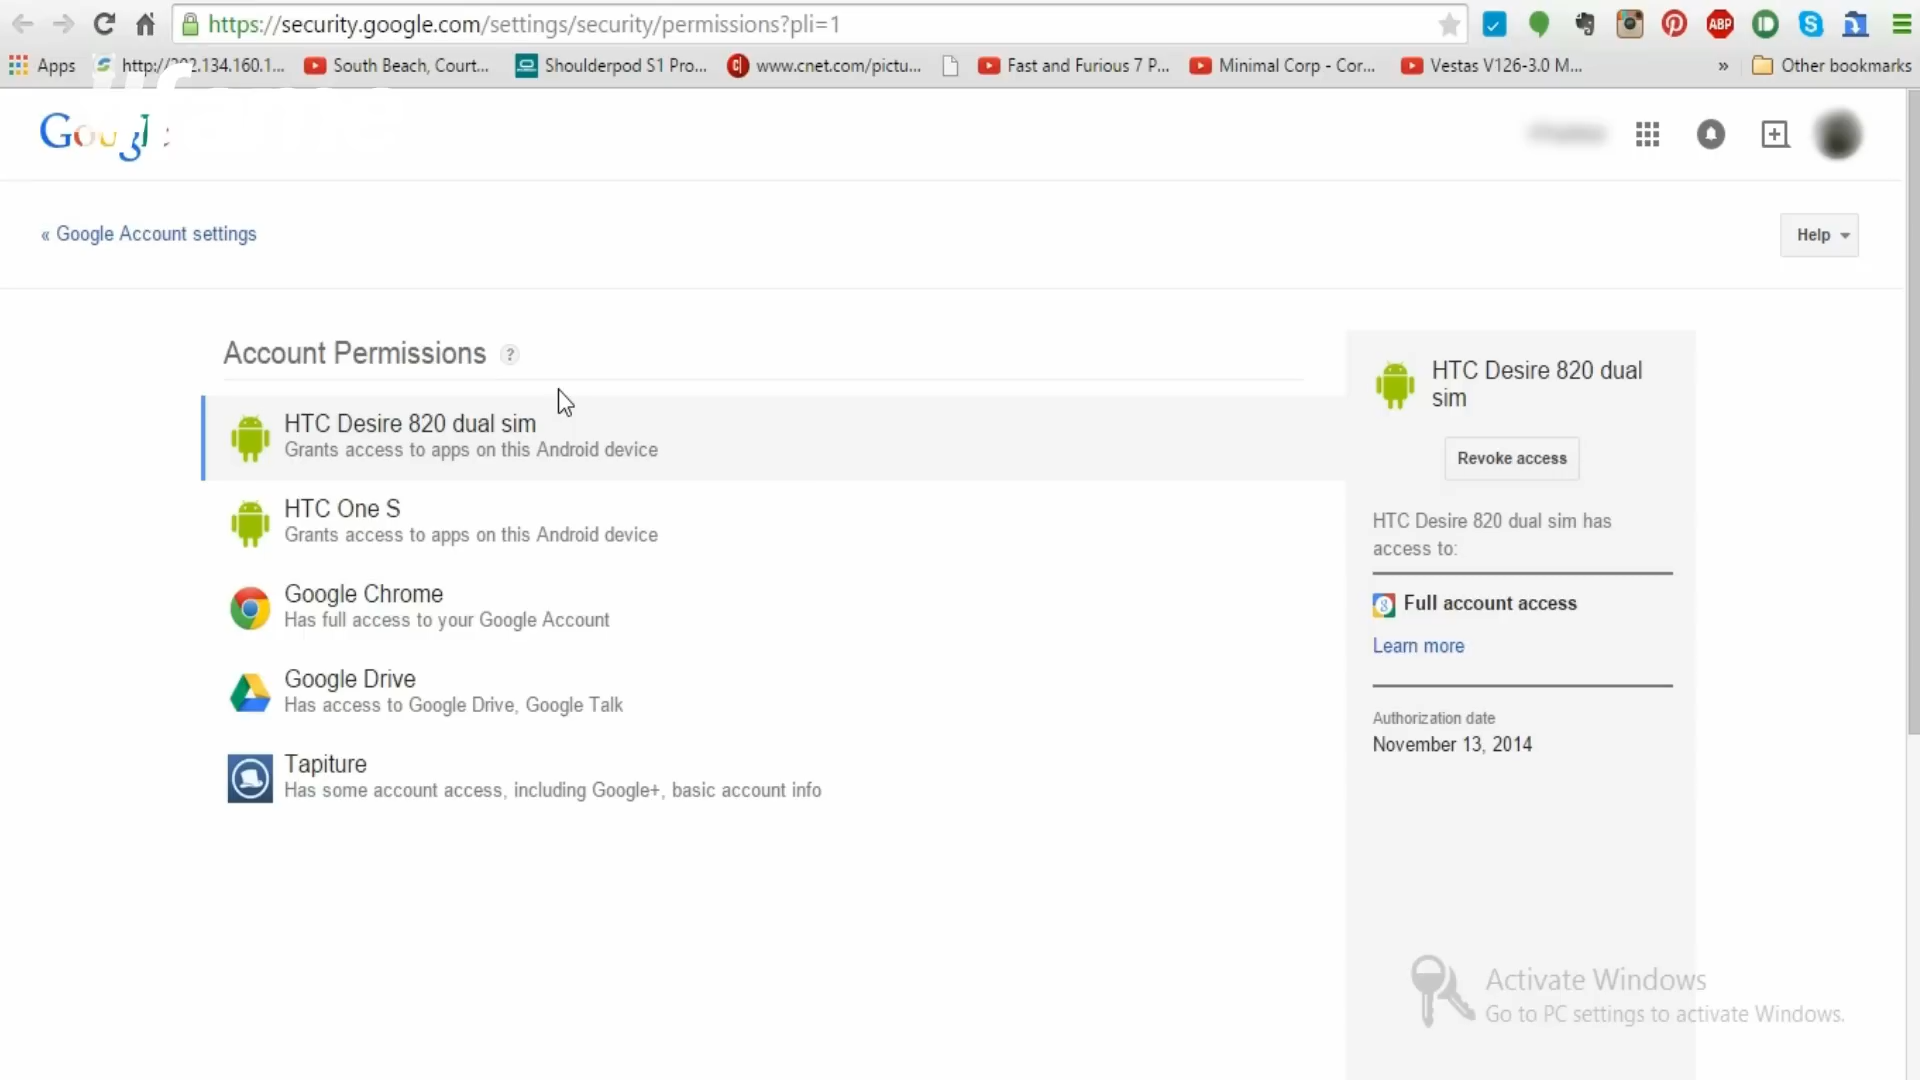 https://security.google.com/settings/security/permissions?pli=1
ABP
Apps
South Beach, Court...
Shoulderpod S1 Pro...
www.cnet.com/pictu...
Fast and Furious 7 P...
Minimal Corp - Cor...
Vestas V126-3.0 M...
»
Other bookmarks
« Google Account settings
Help
Account Permissions ?
HTC Desire 820 dual sim
Grants access to apps on this Android device
HTC One S
Grants access to apps on this Android device
Google Chrome
Has full access to your Google Account
Google Drive
Has access to Google Drive, Google Talk
Tapiture
Has some account access, including Google+, basic account info
HTC Desire 820 dual
sim
Revoke access
HTC Desire 820 dual sim has
access to:
Full account access
Learn more
Authorization date
November 13, 2014
Activate Windows
Go to PC settings to activate Windows.